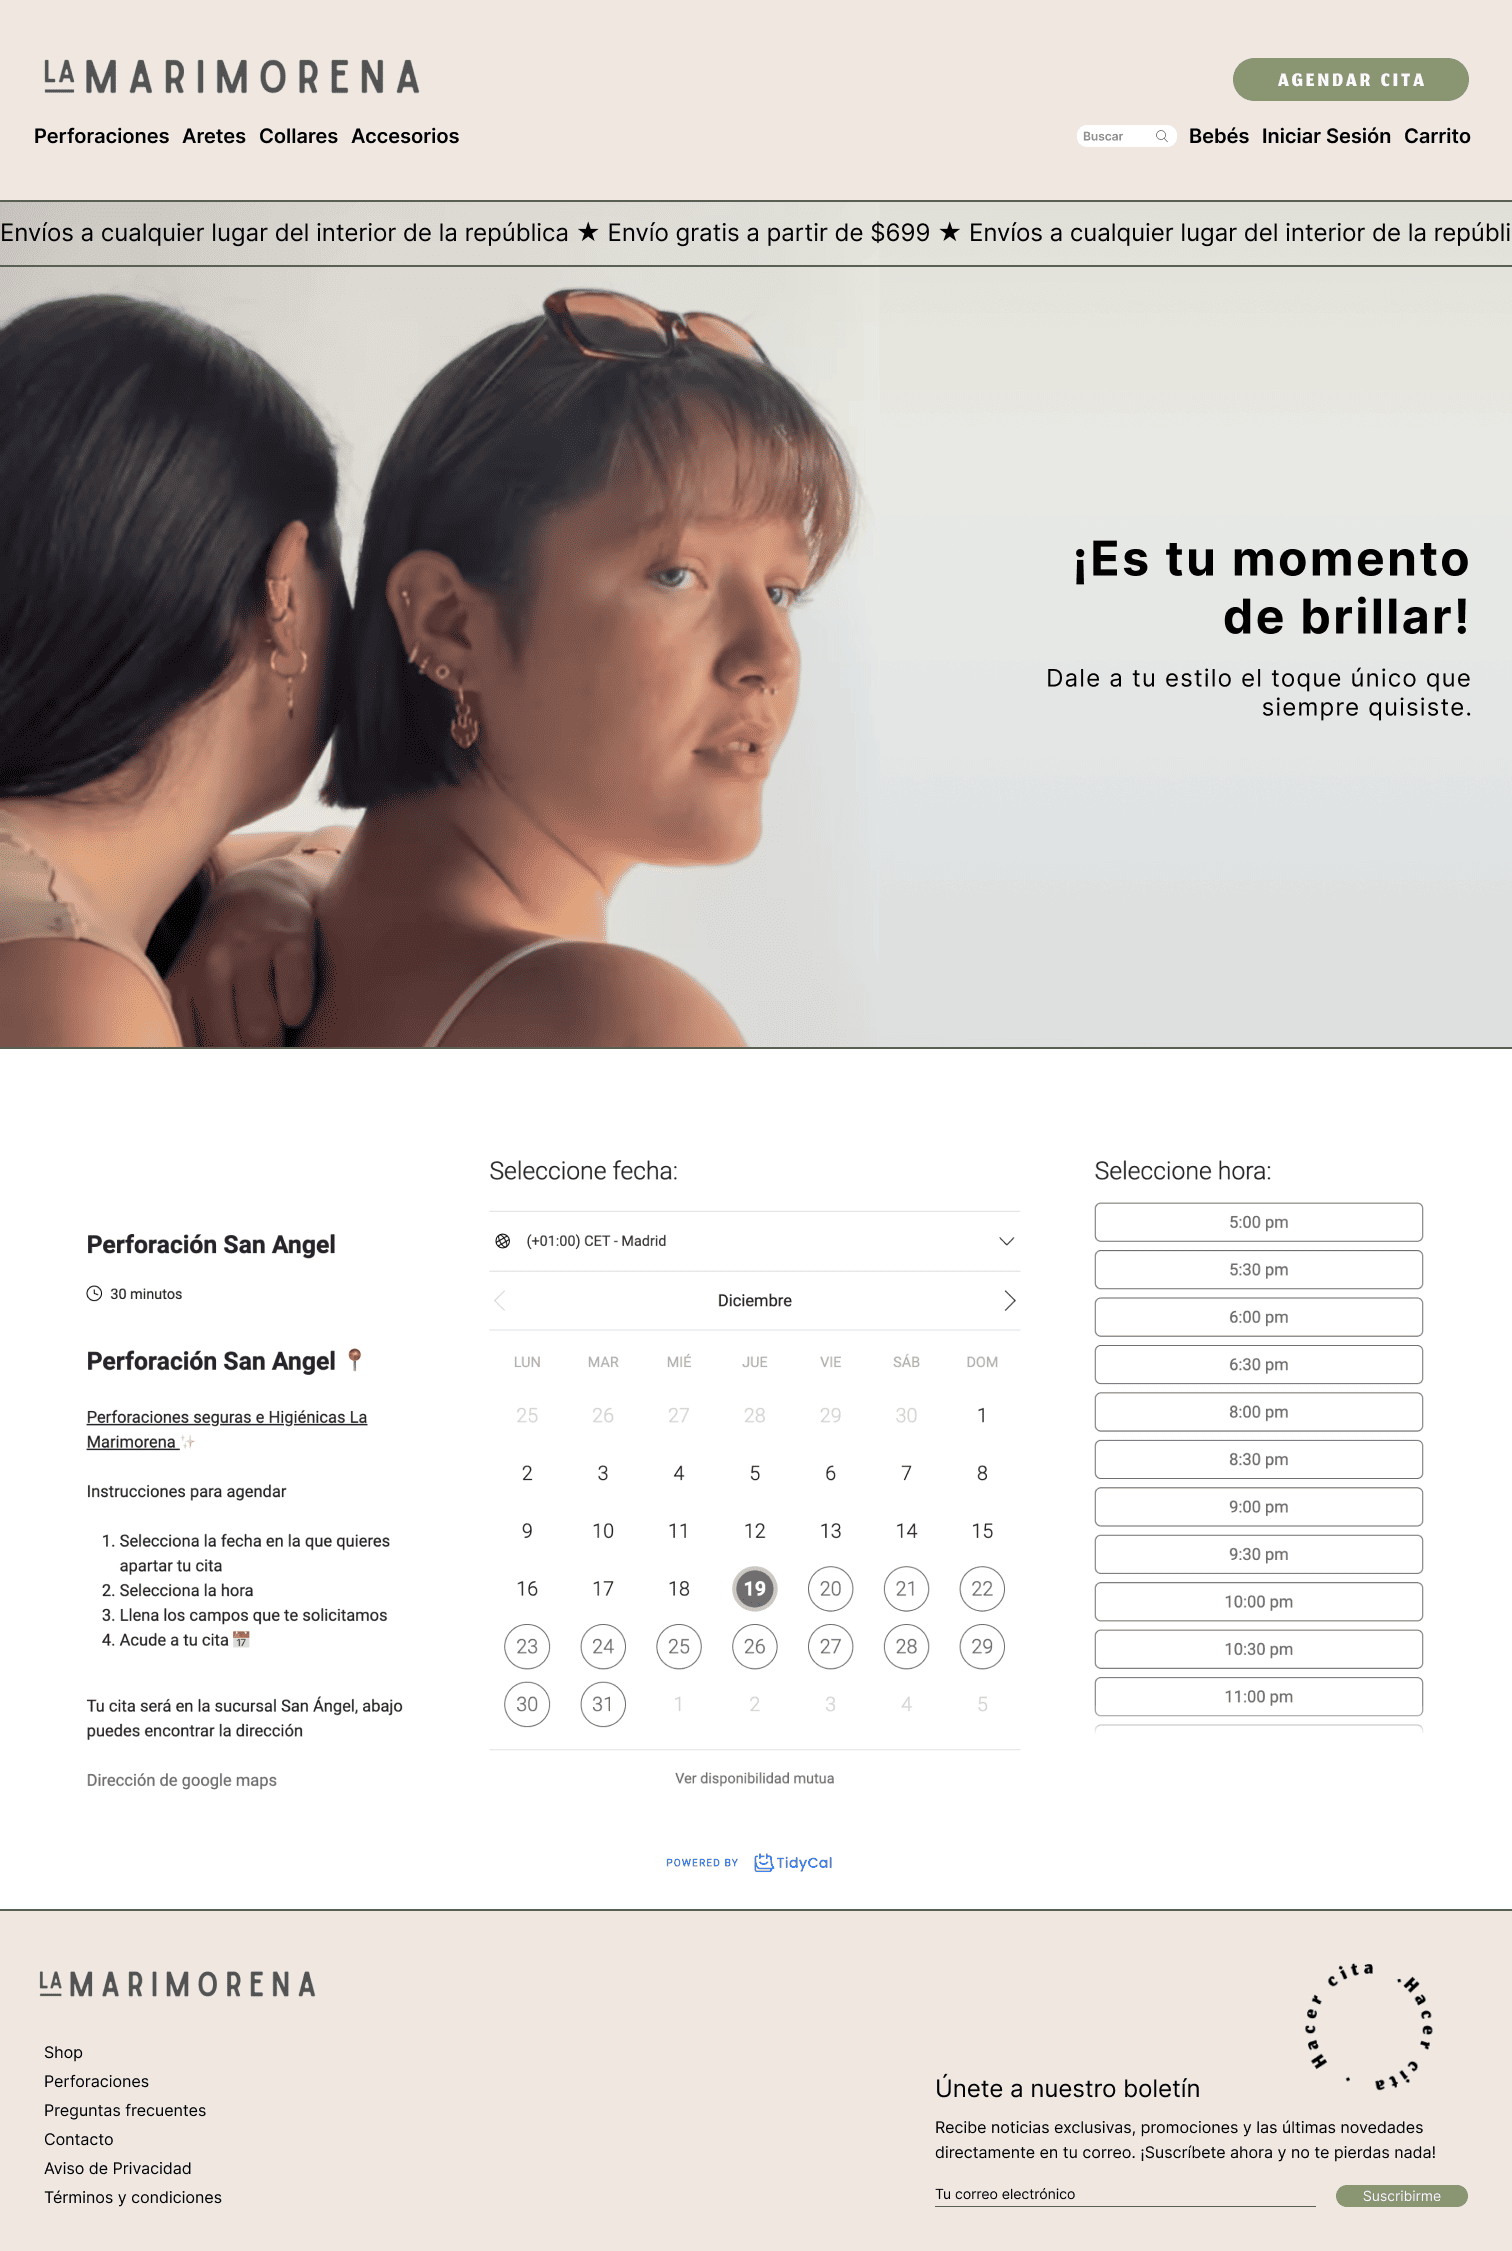 LA MARIMORENA
AGENDAR CITA
Perforaciones Aretes Collares Accesorios
Buscar Bebés Iniciar Sesión Carrito
Envíos a cualquier lugar del interior de la república ★ Envío gratis a partir de $699 ★ Envíos a cualquier lugar del interior de la repúbli
¡Es tu momento
de brillar!
Dale a tu estilo el toque único que
siempre quisiste.
Perforación San Angel
30 minutos
Perforación San Angel 📍
Perforaciones seguras e Higiénicas La
Marimorena ✨
Instrucciones para agendar
1. Selecciona la fecha en la que quieres
apartar tu cita
2. Selecciona la hora
3. Llena los campos que te solicitamos
4. Acude a tu cita 📅
Tu cita será en la sucursal San Ángel, abajo
puedes encontrar la dirección
Dirección de google maps
Seleccione fecha:
(+01:00) CET - Madrid
Diciembre
LUN MAR MIÉ JUE VIE SÁB DOM
25 26 27 28 29 30 1
2 3 4 5 6 7 8
9 10 11 12 13 14 15
16 17 18 19 20 21 22
23 24 25 26 27 28 29
30 31 1 2 3 4 5
Ver disponibilidad mutua
Seleccione hora:
5:00 pm
5:30 pm
6:00 pm
6:30 pm
8:00 pm
8:30 pm
9:00 pm
9:30 pm
10:00 pm
10:30 pm
11:00 pm
POWERED BY TidyCal
LA MARIMORENA
Shop
Perforaciones
Preguntas frecuentes
Contacto
Aviso de Privacidad
Términos y condiciones
Hacer cita . Hacer cita .
Únete a nuestro boletín
Recibe noticias exclusivas, promociones y las últimas novedades
directamente en tu correo. ¡Suscríbete ahora y no te pierdas nada!
Tu correo electrónico
Suscribirme